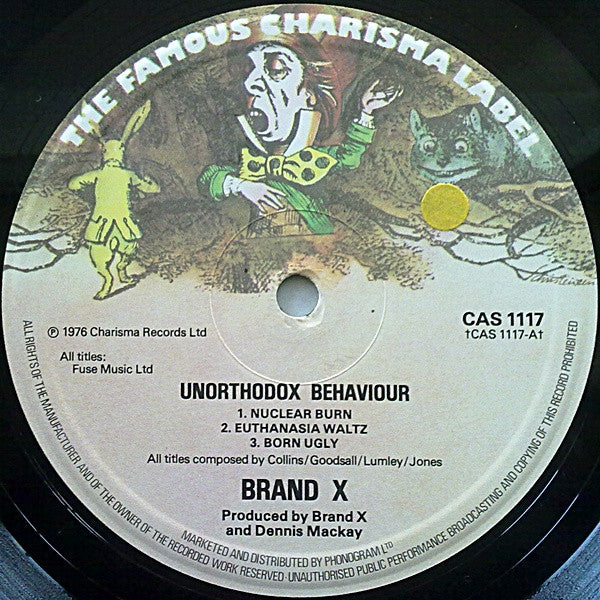 THE FAMOUS CHARISMA LABEL
℗ 1976 Charisma Records Ltd
All titles:
Fuse Music Ltd
CAS 1117
†CAS 1117-A†
UNORTHODOX BEHAVIOUR
1. NUCLEAR BURN
2. EUTHANASIA WALTZ
3. BORN UGLY
All titles composed by Collins/Goodsall/Lumley/Jones
BRAND X
Produced by Brand X
and Dennis Mackay
MARKETED AND DISTRIBUTED BY PHONOGRAM LTD
ALL RIGHTS OF THE MANUFACTURER AND OF THE OWNER OF THE RECORDED WORK RESERVED · UNAUTHORISED PUBLIC PERFORMANCE BROADCASTING AND COPYING OF THIS RECORD PROHIBITED